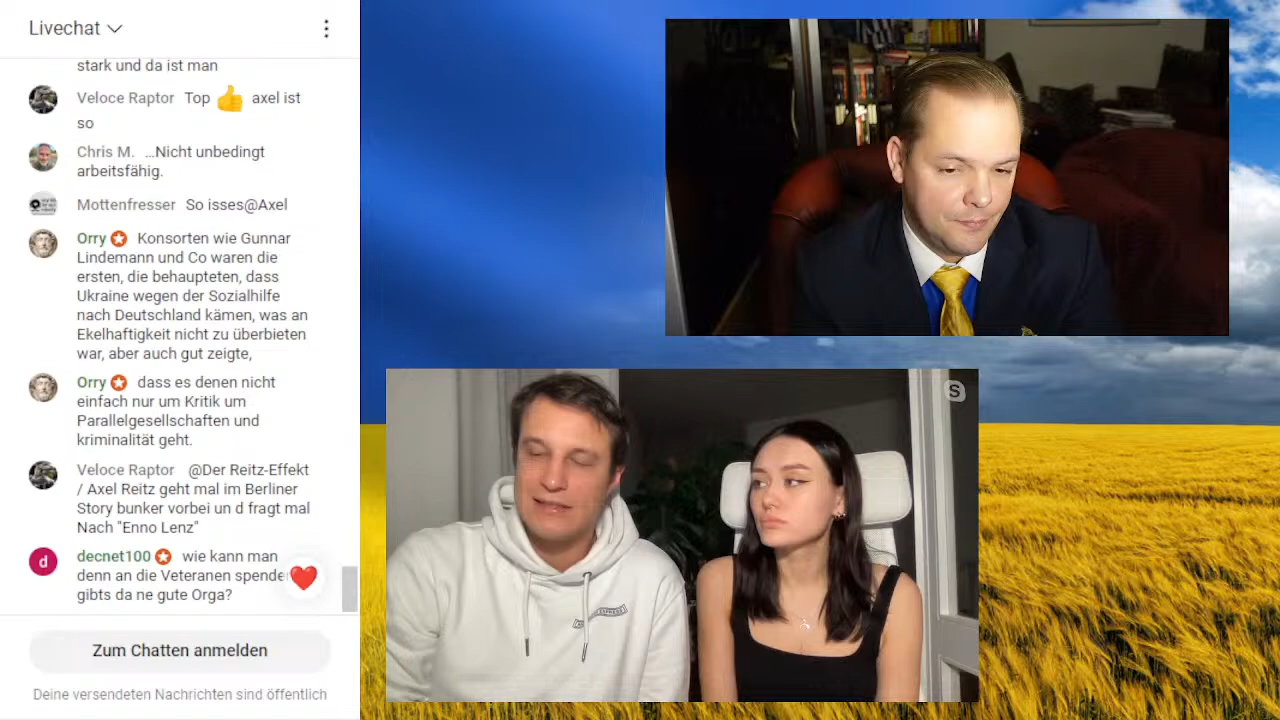 Livechat
stark und da ist man
Veloce Raptor Top 👍 axel ist
so
Chris M. ...Nicht unbedingt
arbeitsfähig.
Mottenfresser So isses@Axel
Orry Konsorten wie Gunnar
Lindemann und Co waren die
ersten, die behaupteten, dass
Ukraine wegen der Sozialhilfe
nach Deutschland kämen, was an
Ekelhaftigkeit nicht zu überbieten
war, aber auch gut zeigte,
Orry dass es denen nicht
einfach nur um Kritik um
Parallelgesellschaften und
kriminalität geht.
Veloce Raptor @Der Reitz-Effekt
/ Axel Reitz geht mal im Berliner
Story bunker vorbei un d fragt mal
Nach "Enno Lenz"
d
decnet100 wie kann man
denn an die Veteranen spende
gibts da ne gute Orga?
Zum Chatten anmelden
Deine versendeten Nachrichten sind öffentlich
S